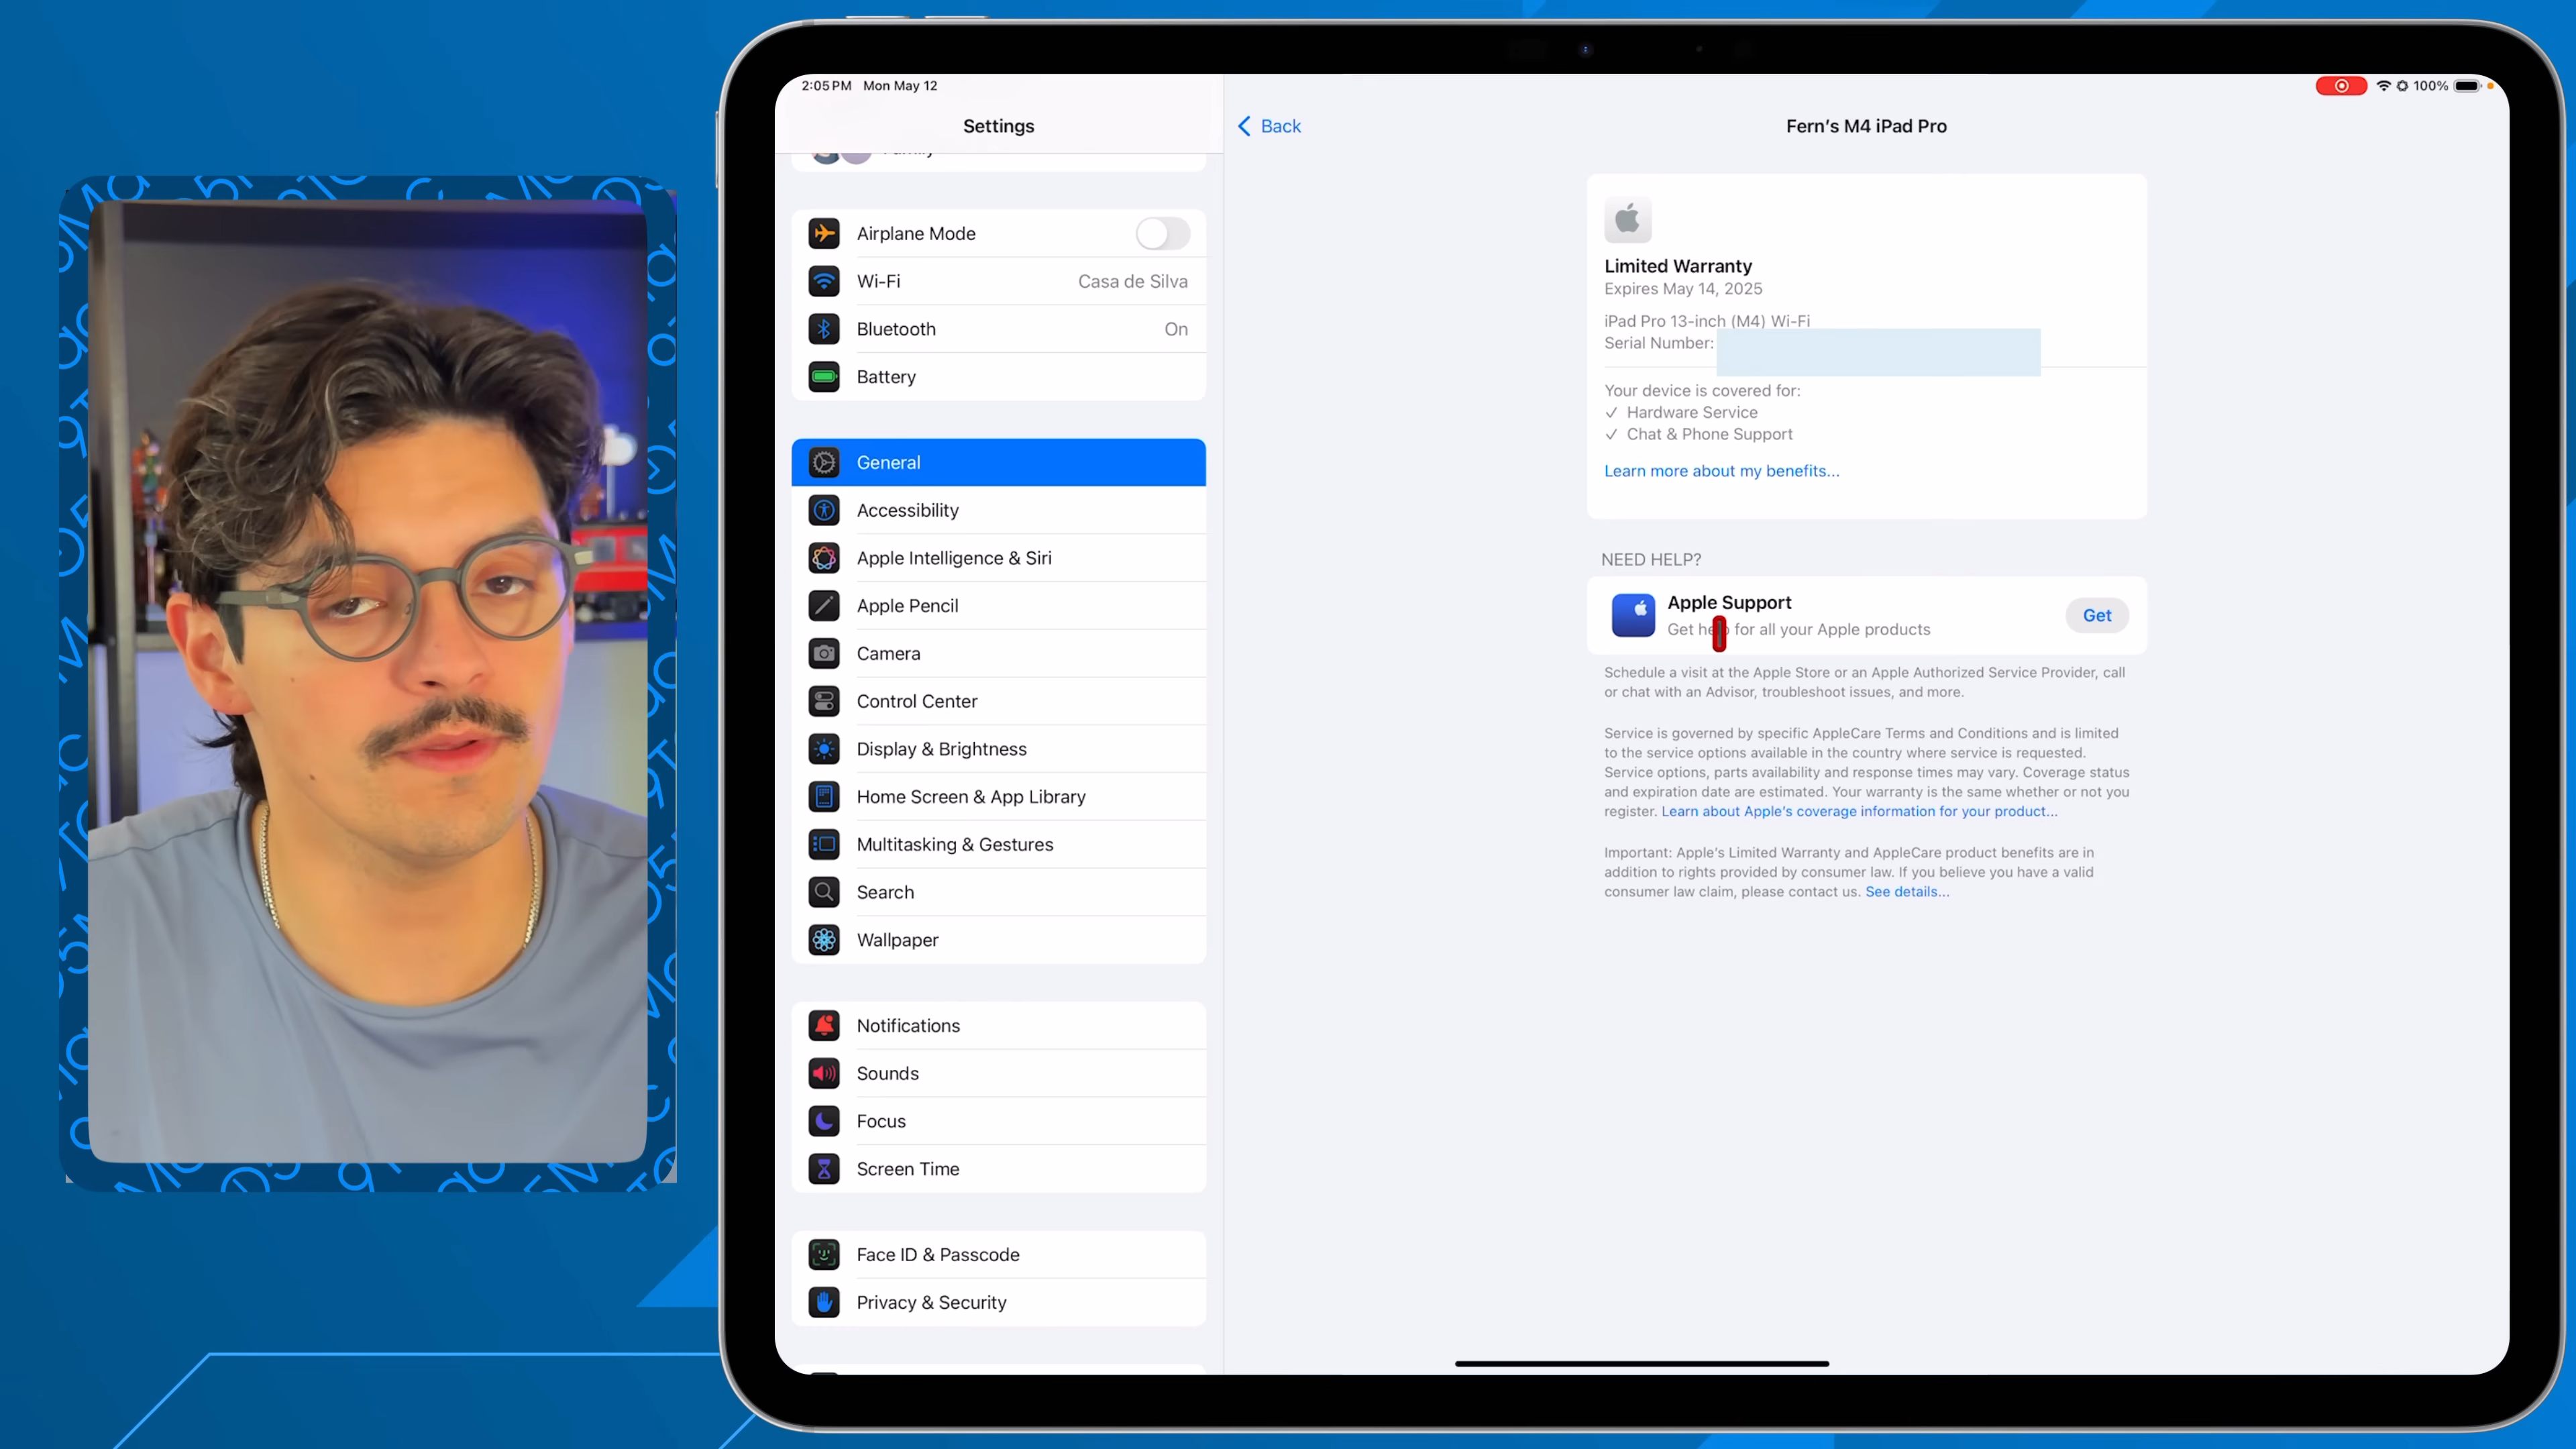 2:05 PM Mon May 12
100%
Settings
Airplane Mode
Wi-Fi Casa de Silva
Bluetooth On
Battery
General
Accessibility
Apple Intelligence & Siri
Apple Pencil
Camera
Control Center
Display & Brightness
Home Screen & App Library
Multitasking & Gestures
Search
Wallpaper
Notifications
Sounds
Focus
Screen Time
Face ID & Passcode
Privacy & Security
Back
Fern's M4 iPad Pro
Limited Warranty
Expires May 14, 2025
iPad Pro 13-inch (M4) Wi-Fi
Serial Number:
Your device is covered for:
✓ Hardware Service
✓ Chat & Phone Support
Learn more about my benefits...
NEED HELP?
Apple Support
Get help for all your Apple products
Get
Schedule a visit at the Apple Store or an Apple Authorized Service Provider, call
or chat with an Advisor, troubleshoot issues, and more.
Service is governed by specific AppleCare Terms and Conditions and is limited
to the service options available in the country where service is requested.
Service options, parts availability and response times may vary. Coverage status
and expiration date are estimated. Your warranty is the same whether or not you
register. Learn about Apple's coverage information for your product...
Important: Apple's Limited Warranty and AppleCare product benefits are in
addition to rights provided by consumer law. If you believe you have a valid
consumer law claim, please contact us. See details...